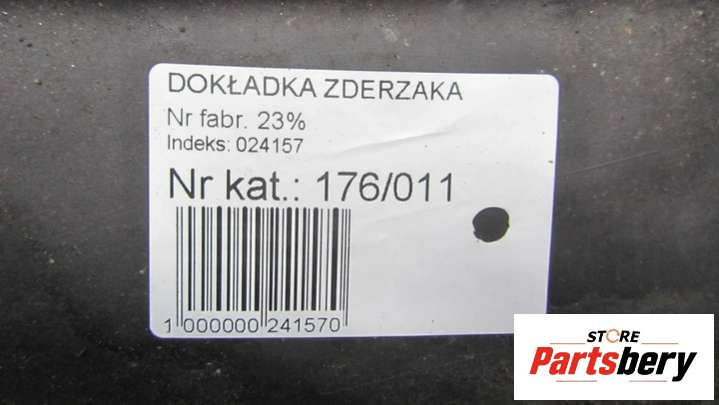 DOKŁADKA ZDERZAKA
Nr fabr. 23%
Indeks: 024157
Nr kat.: 176/011
1 000000 241570
STORE
Partsbery